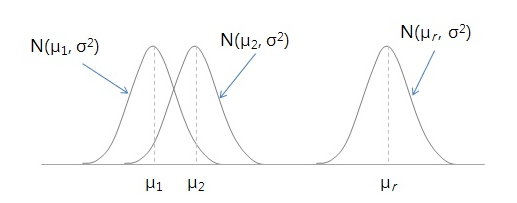 N(μ1, σ2)
N(μ2, σ2)
N(μr, σ2)
μ1
μ2
μr